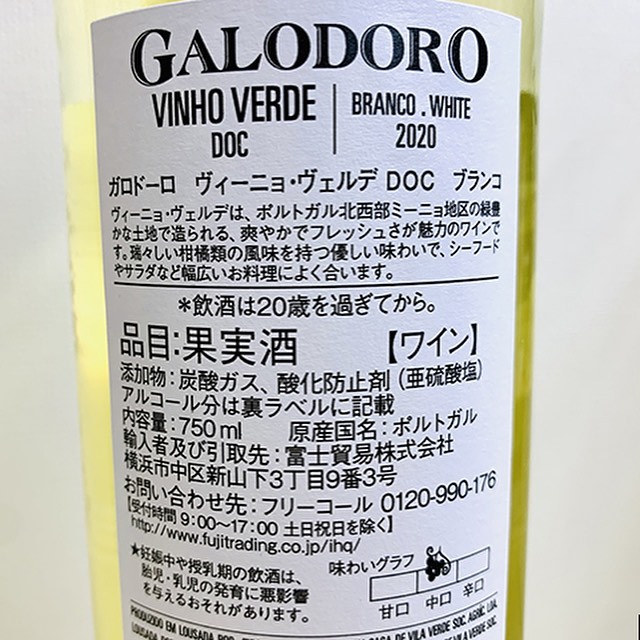 GALODORO
VINHO VERDE
DOC
BRANCO . WHITE
2020
ガロドーロ ヴィーニョ・ヴェルデ DOC ブランコ
ヴィーニョ・ヴェルデは、ポルトガル北西部ミーニョ地区の緑豊
かな土地で造られる、爽やかでフレッシュさが魅力のワインで
す。瑞々しい柑橘類の風味を持つ優しい味わいで、シーフード
やサラダなど幅広いお料理によく合います。
*飲酒は20歳を過ぎてから。
品目:果実酒 【ワイン】
添加物:炭酸ガス、酸化防止剤(亜硫酸塩)
アルコール分は裏ラベルに記載
内容量:750ml 原産国名:ポルトガル
輸入者及び引取先:富士貿易株式会社
横浜市中区新山下3丁目9番3号
お問い合わせ先:フリーコール 0120-990-176
【受付時間 9:00~17:00 土日祝日を除く】
http://www.fujitrading.co.jp/ihq/
★妊娠中や授乳期の飲酒は、
胎児・乳児の発育に悪影響
を与るおそれがあります。
味わいグラフ
甘口 中口 辛口
PRODUZIDO EM LOUSADA POR CASA DE VILA VERDE SOC. AGRIC. LDA.